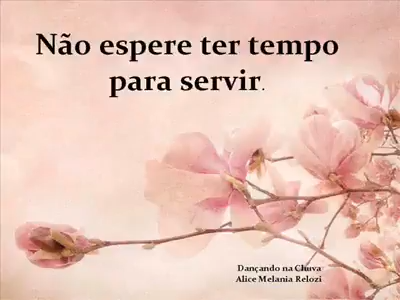 Não espere ter tempo
para servir.
Dançando na Chuva
Alice Melania Relozi